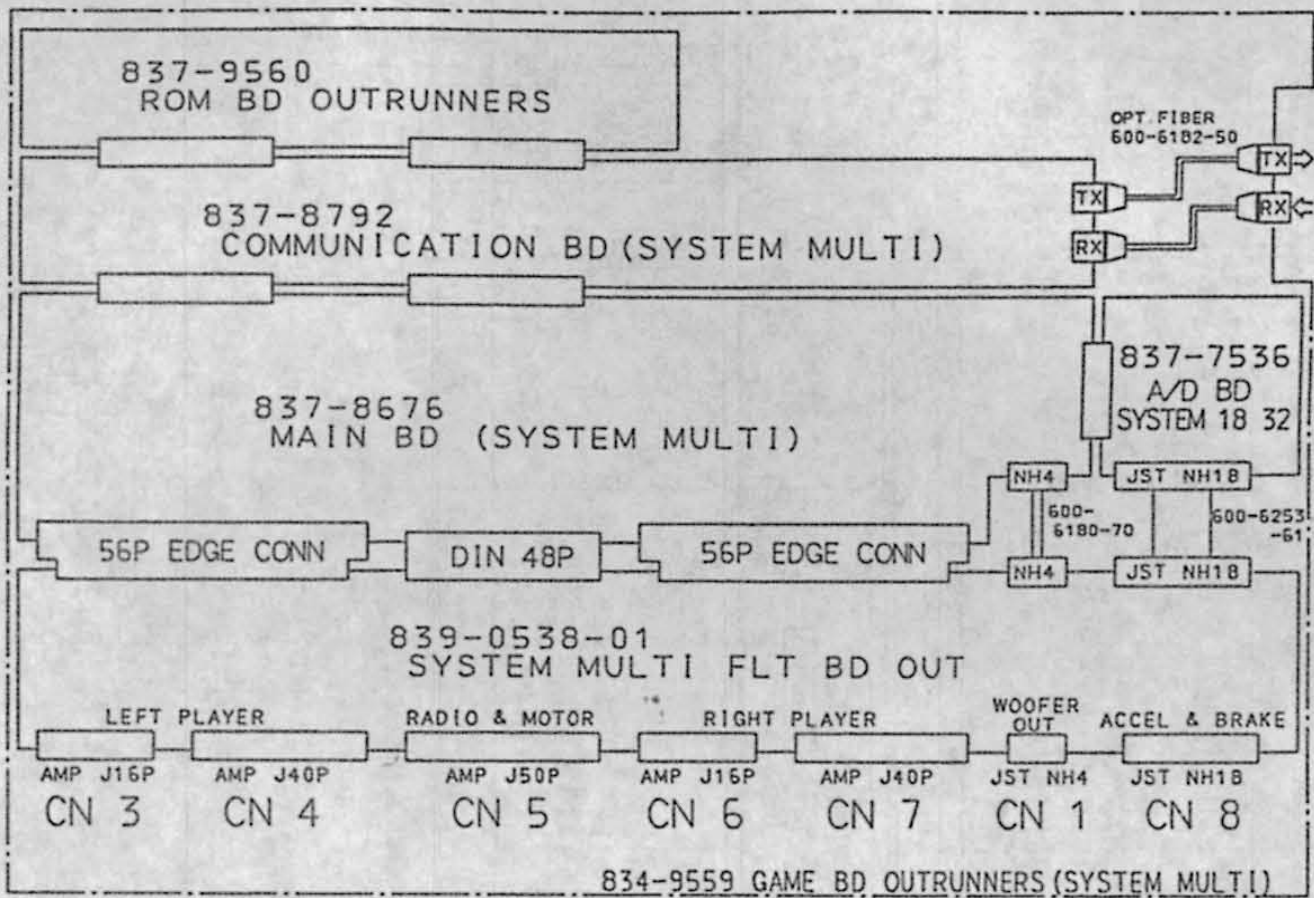 837-9560
ROM BD OUTRUNNERS
OPT.FIBER
600-6182-50
TX
TX
RX
RX
837-8792
COMMUNICATION BD (SYSTEM MULTI)
837-7536
A/D BD
SYSTEM 18 32
837-8676
MAIN BD (SYSTEM MULTI)
NH4
JST NH18
600-
6180-70
600-6253
-61
56P EDGE CONN
DIN 48P
56P EDGE CONN
NH4
JST NH18
839-0538-01
SYSTEM MULTI FLT BD OUT
LEFT PLAYER
RADIO & MOTOR
RIGHT PLAYER
WOOFER
OUT
ACCEL & BRAKE
AMP J16P
AMP J40P
AMP J50P
AMP J16P
AMP J40P
JST NH4
JST NH18
CN 3
CN 4
CN 5
CN 6
CN 7
CN 1
CN 8
834-9559 GAME BD OUTRUNNERS (SYSTEM MULTI)